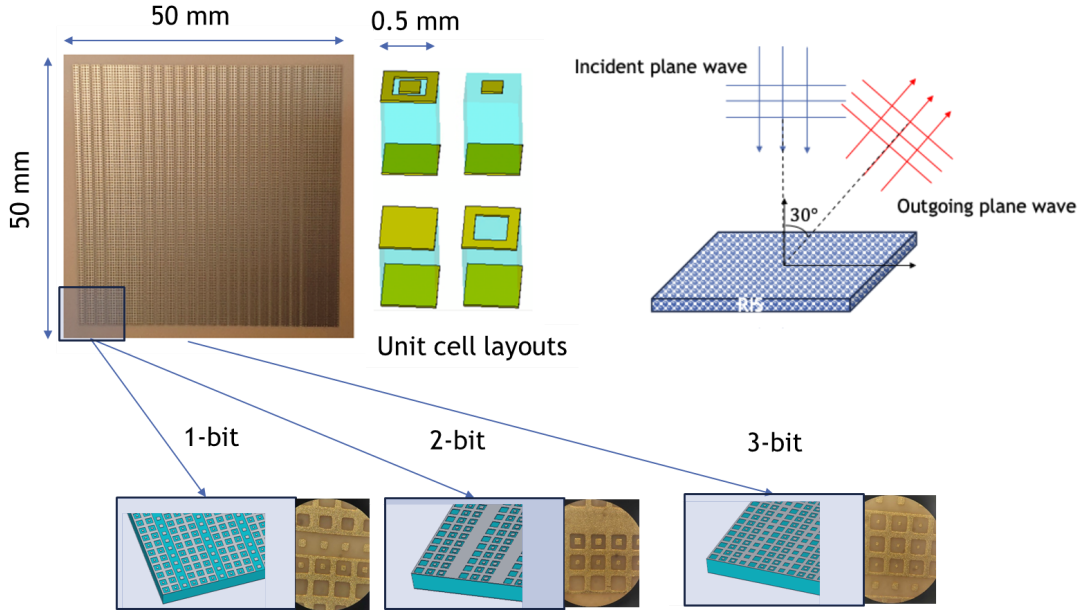 50 mm
0.5 mm
50 mm
Unit cell layouts
Incident plane wave
30°
Outgoing plane wave
RIS
1-bit
2-bit
3-bit